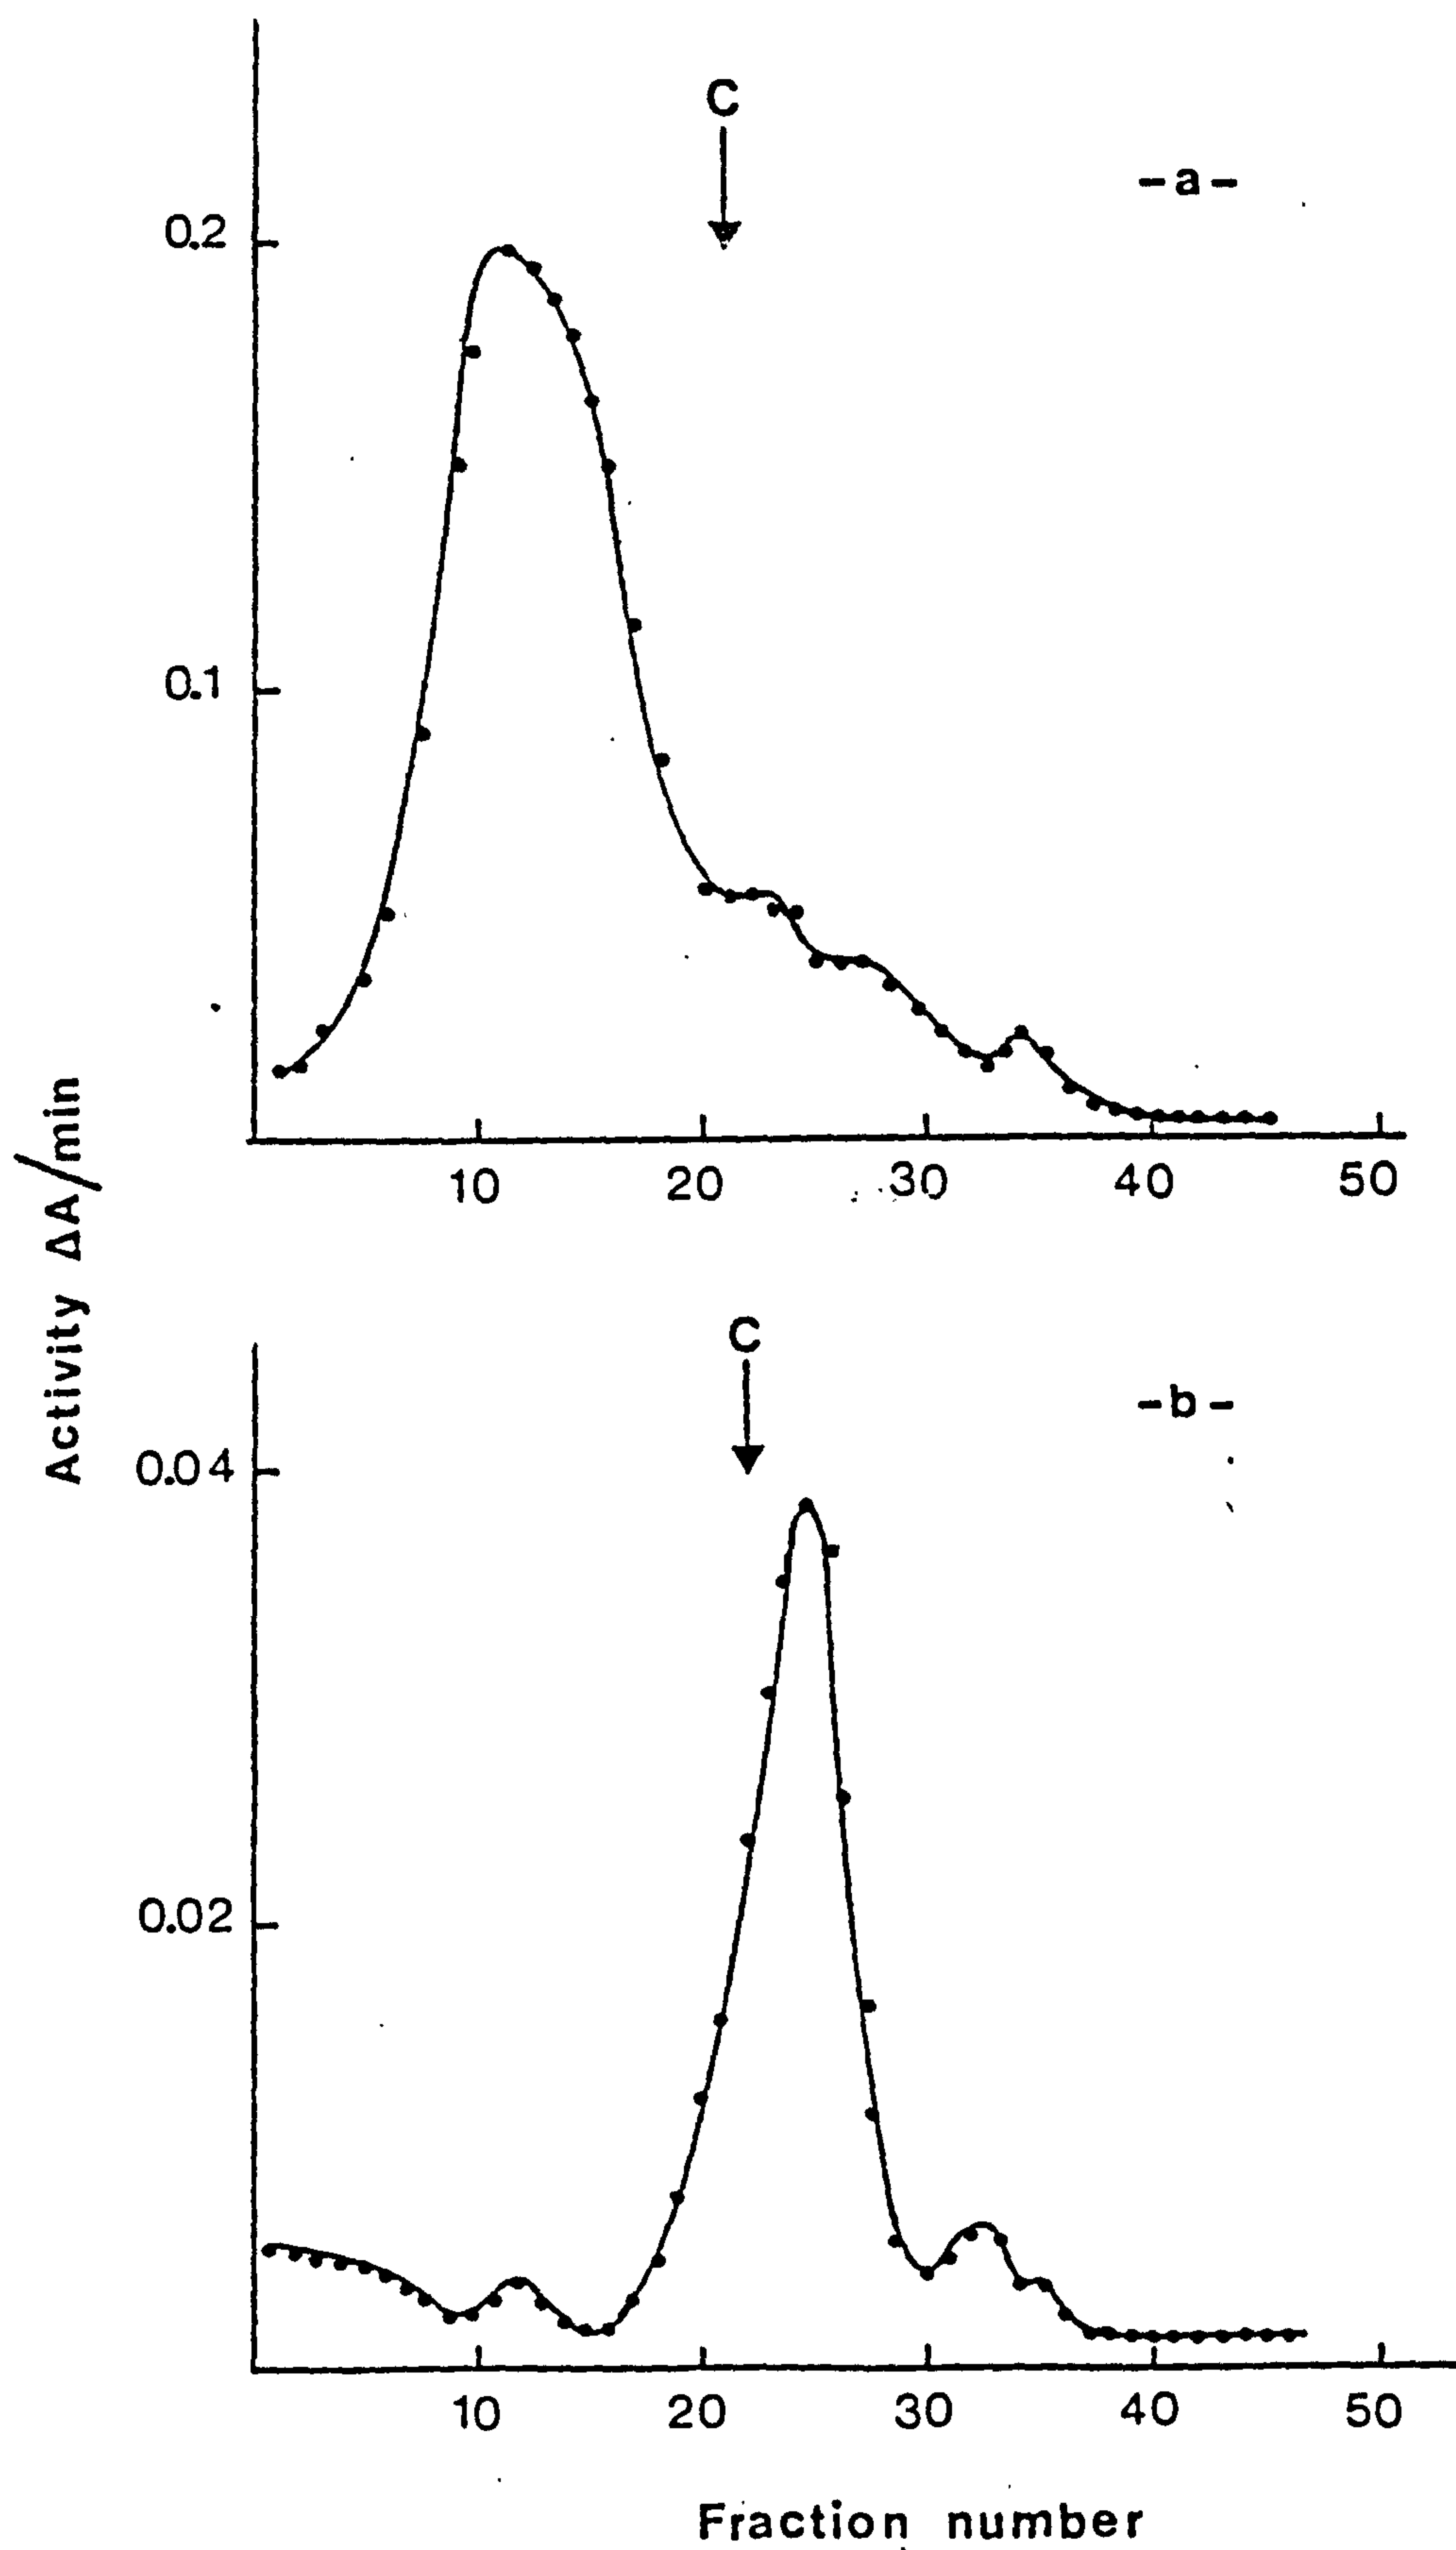 C
-a-
0.2
0.1
10 20 30 40 50
Activity ΔA/min
C
-b-
0.04
0.02
10 20 30 40 50
Fraction number